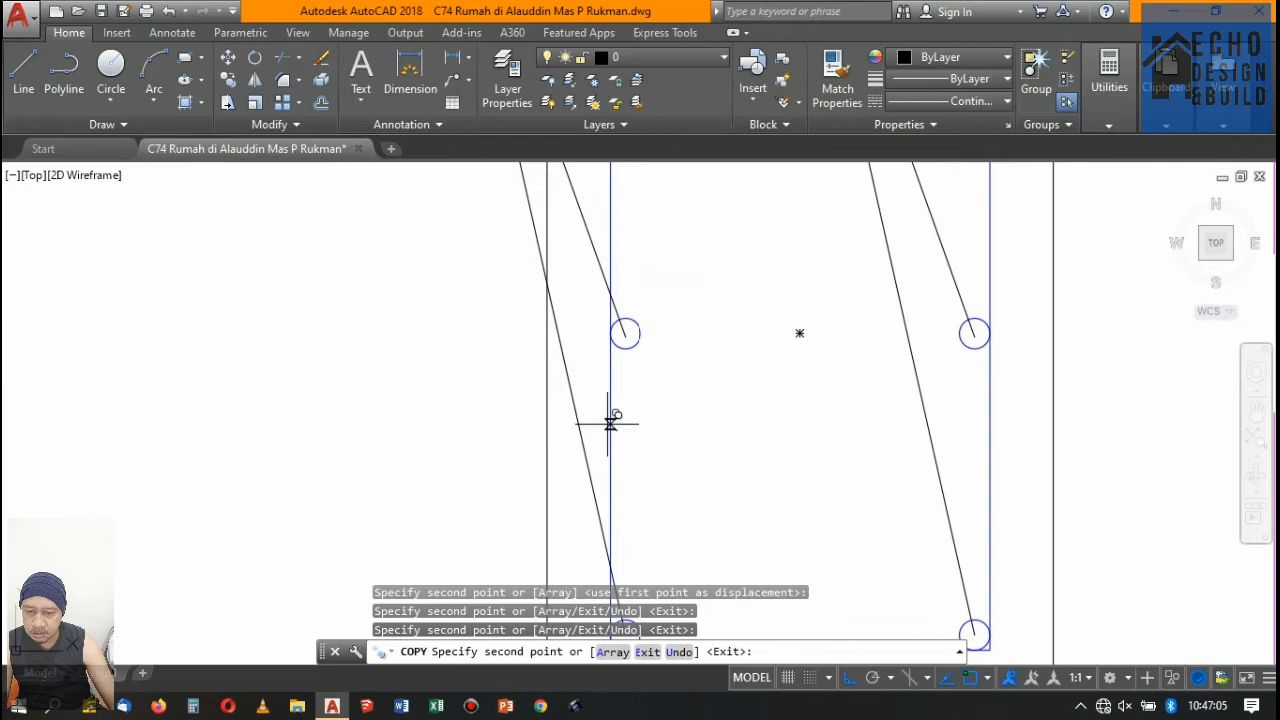 Autodesk AutoCAD 2018 C74 Rumah di Alauddin Mas P Rukman.dwg
Type a keyword or phrase
Sign In
Home Insert Annotate Parametric View Manage Output Add-ins A360 Featured Apps Express Tools
ECHO
DESIGN
&BUILD
0
ByLayer
ByLayer
Contin...
Line Polyline Circle Arc
Text Dimension
Layer
Properties
Insert
Match
Properties
Group
Utilities
Clipboard
View
Draw Modify Annotation Layers Block Properties Groups
Start
C74 Rumah di Alauddin Mas P Rukman*
[−][Top][2D Wireframe]
N
W TOP E
S
WCS
Specify second point or [Array] <use first point as displacement>:
Specify second point or [Array/Exit/Undo] <Exit>:
Specify second point or [Array/Exit/Undo] <Exit>:
COPY Specify second point or [Array Exit Undo] <Exit>:
Model
MODEL
1:1
10:47:05